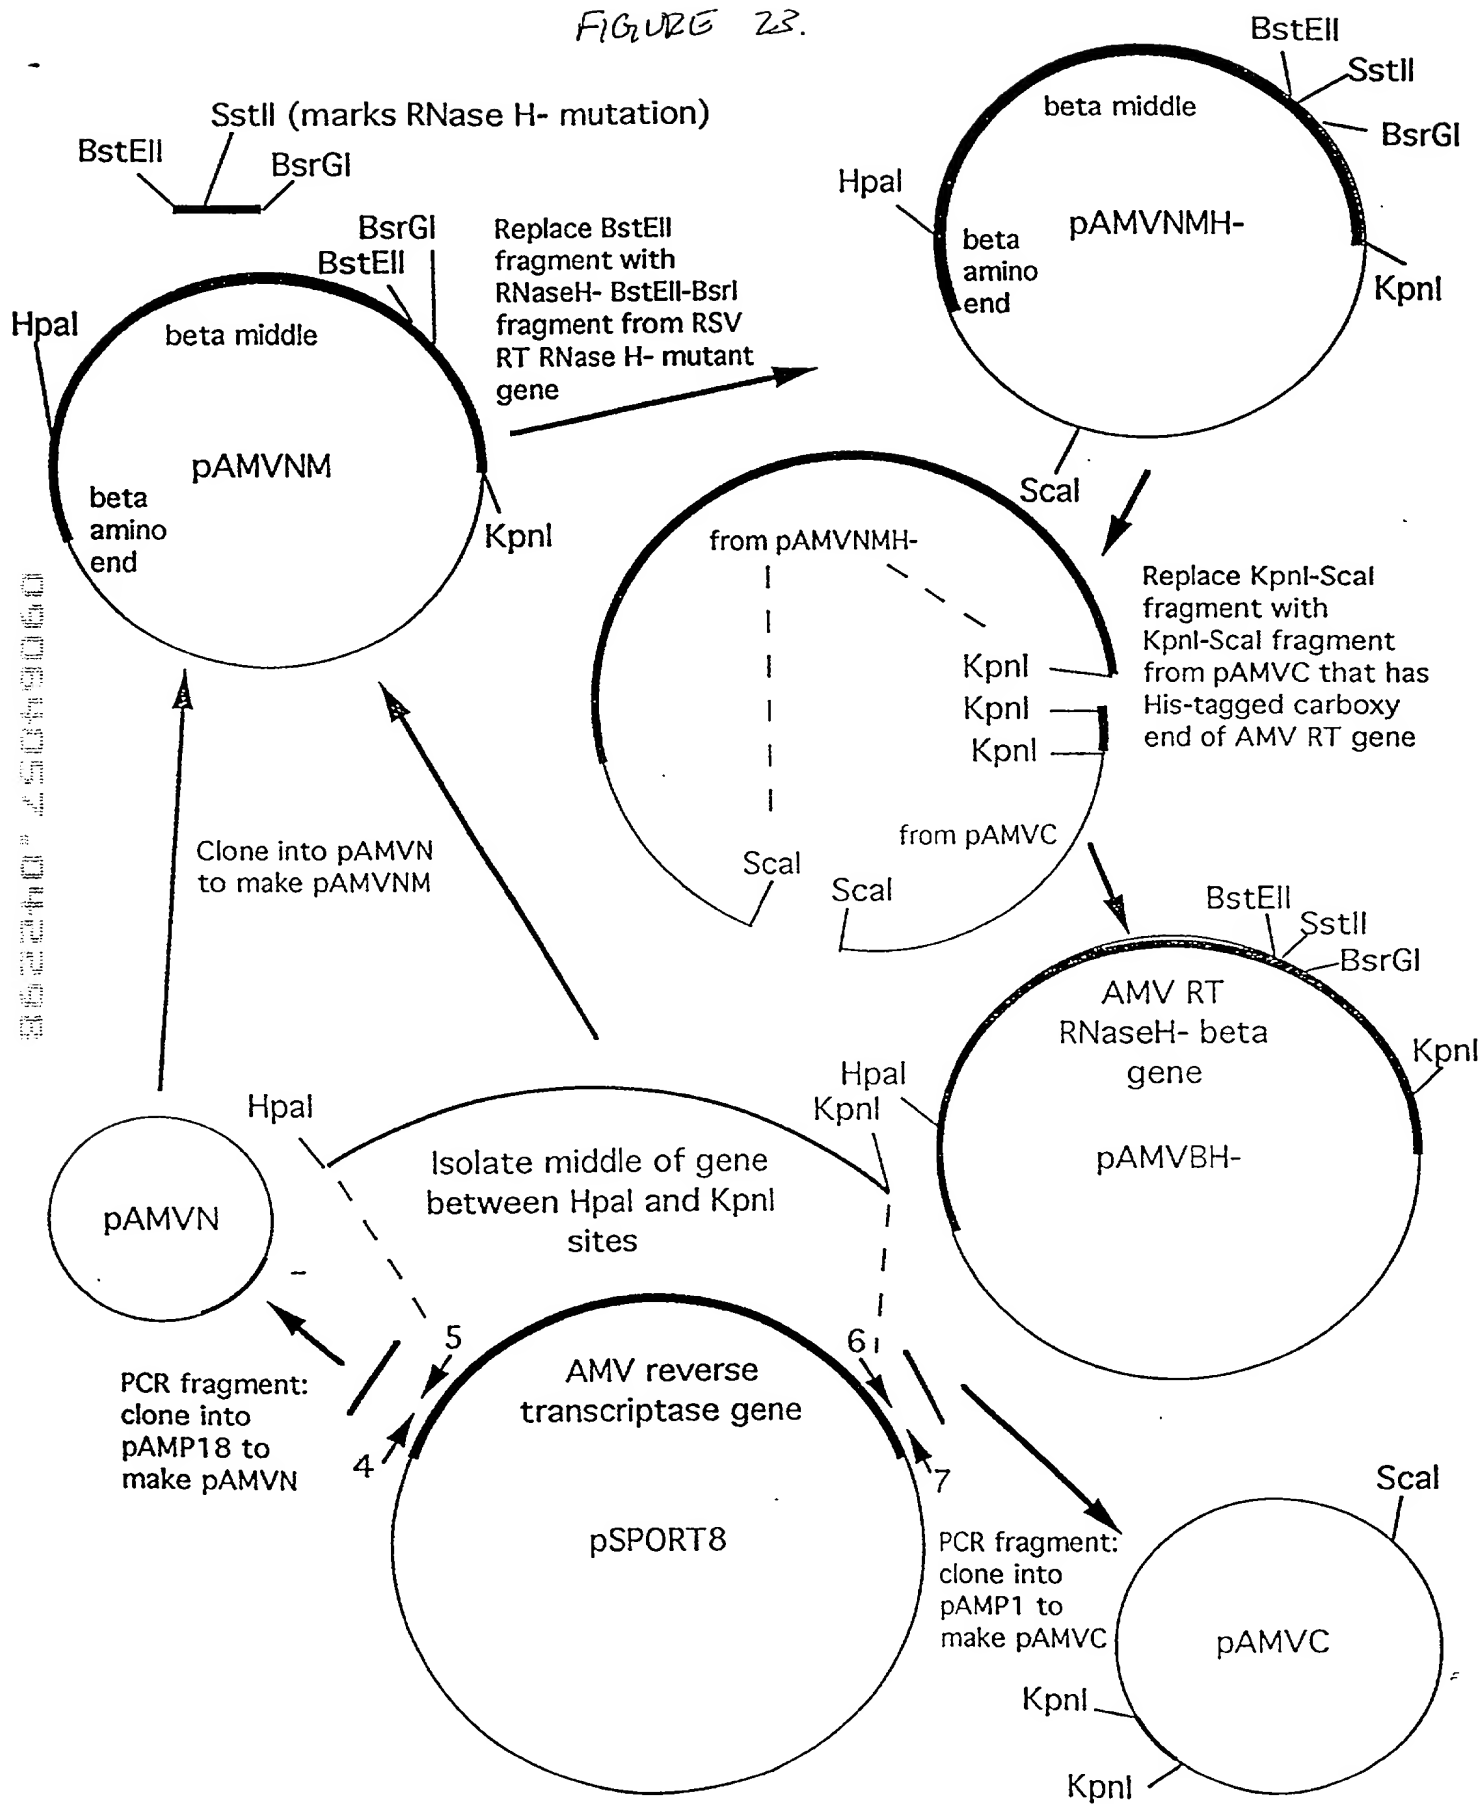 FIGURE 23.
BstEII
SstII
BsrGI
beta middle
HpaI
pAMVNMH-
beta
amino
end
KpnI
ScaI
SstII (marks RNase H- mutation)
BstEII
BsrGI
BsrGI
BstEII
HpaI
beta middle
pAMVNM
beta
amino
end
KpnI
Replace BstEII
fragment with
RNaseH- BstEII-BsrI
fragment from RSV
RT RNase H- mutant
gene
from pAMVNMH-
KpnI
KpnI
KpnI
from pAMVC
ScaI
ScaI
Replace KpnI-ScaI
fragment with
KpnI-ScaI fragment
from pAMVC that has
His-tagged carboxy
end of AMV RT gene
Clone into pAMVN
to make pAMVNM
BstEII
SstII
BsrGI
AMV RT
RNaseH- beta
gene
KpnI
HpaI
pAMVBH-
HpaI
KpnI
Isolate middle of gene
between HpaI and KpnI
sites
pAMVN
PCR fragment:
clone into
pAMP18 to
make pAMVN
5
4
6
7
AMV reverse
transcriptase gene
pSPORT8
PCR fragment:
clone into
pAMP1 to
make pAMVC
ScaI
pAMVC
KpnI
KpnI